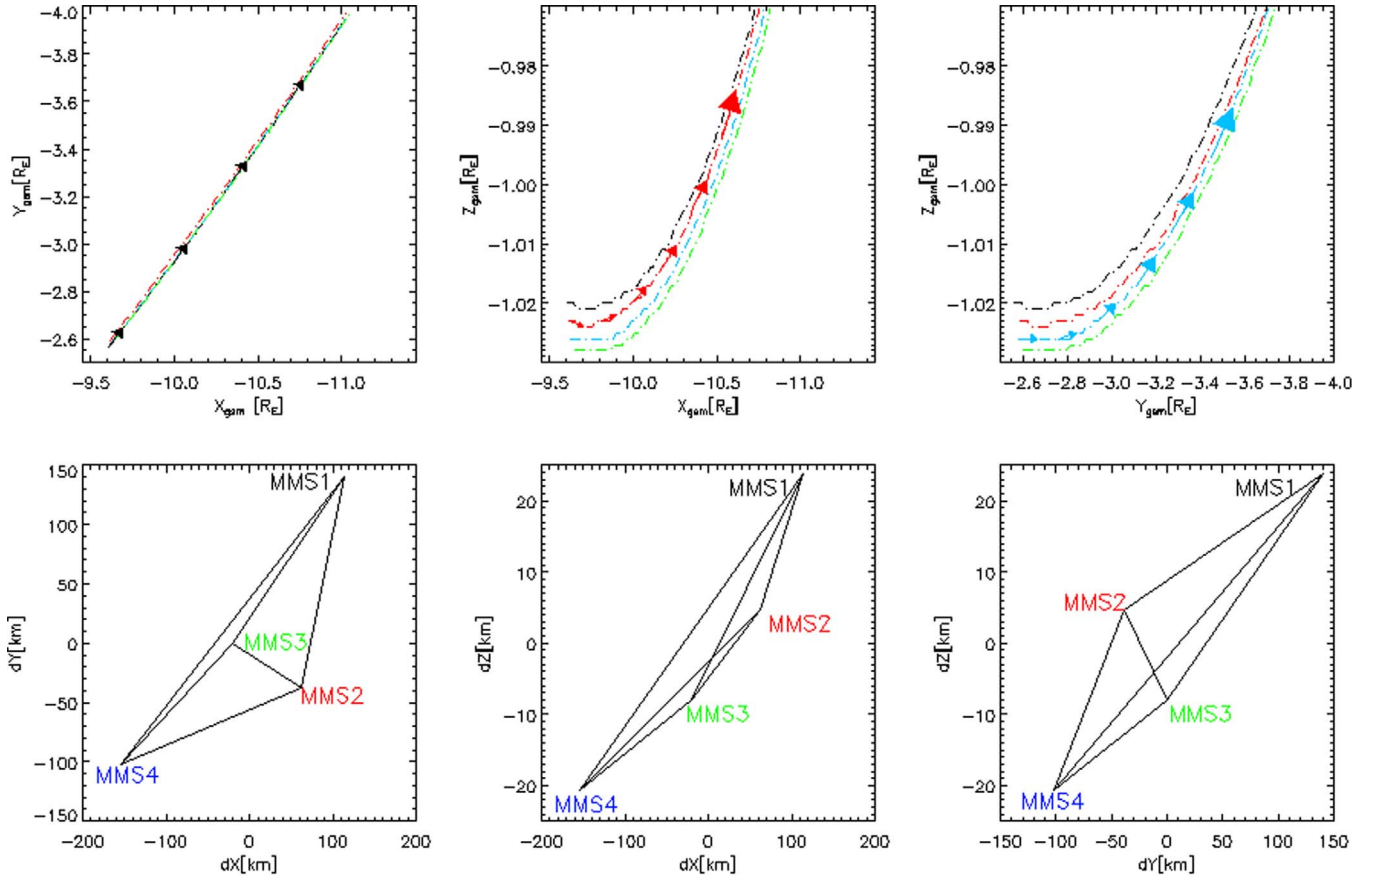 -4.0
-3.8
-3.6
-3.4
-3.2
-3.0
-2.8
-2.6
Y_gsm[R_E]
-9.5 -10.0 -10.5 -11.0
X_gsm [R_E]
-0.98
-0.99
-1.00
-1.01
-1.02
Z_gsm[R_E]
-9.5 -10.0 -10.5 -11.0
X_gsm[R_E]
-0.98
-0.99
-1.00
-1.01
-1.02
Z_gsm[R_E]
-2.6 -2.8 -3.0 -3.2 -3.4 -3.6 -3.8 -4.0
Y_gsm[R_E]
150
100
50
0
-50
-100
-150
dY[km]
MMS1
MMS3
MMS2
MMS4
-200 -100 0 100 200
dX[km]
20
10
0
-10
-20
dZ[km]
MMS1
MMS2
MMS3
MMS4
-200 -100 0 100 200
dX[km]
20
10
0
-10
-20
dZ[km]
MMS1
MMS2
MMS3
MMS4
-150 -100 -50 0 50 100 150
dY[km]